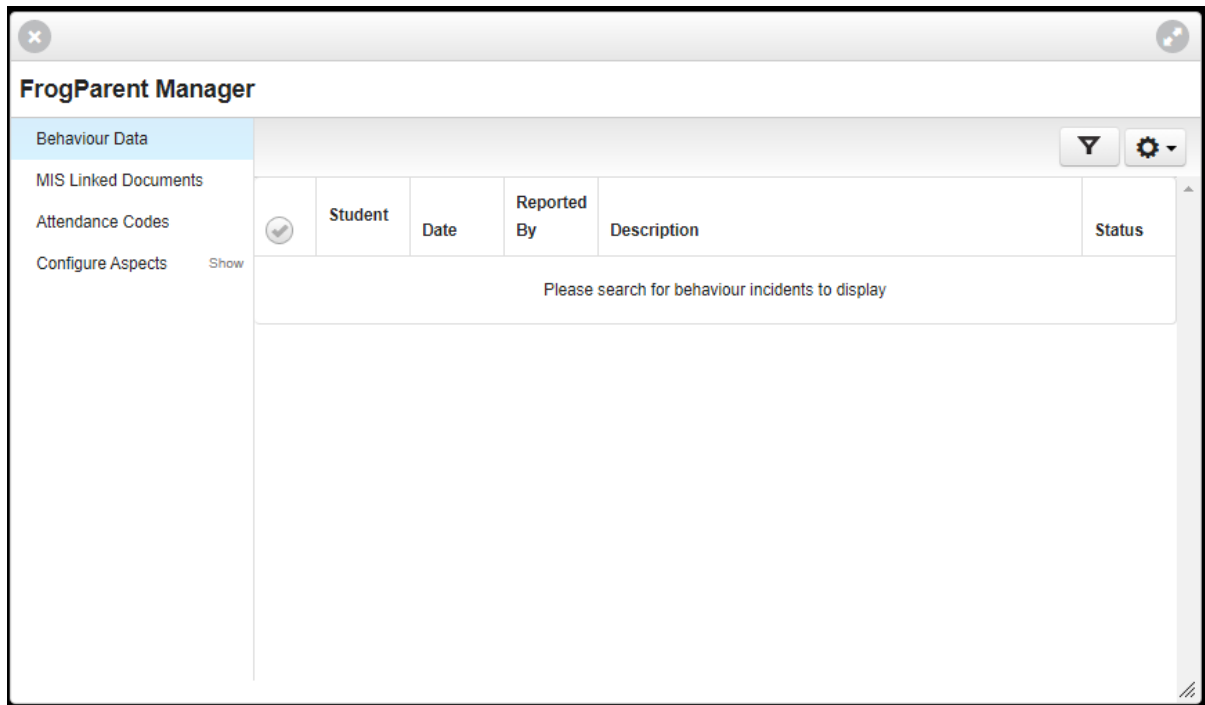 FrogParent Manager
Behaviour Data
MIS Linked Documents
Attendance Codes
Configure Aspects Show
Student Date Reported By Description Status
Please search for behaviour incidents to display